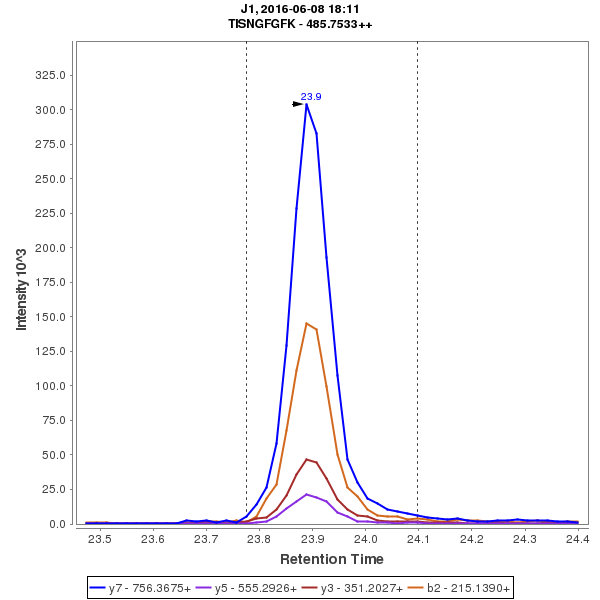 J1, 2016-06-08 18:11
TISNGFGFK - 485.7533++
Intensity 10^3
325.0
300.0
275.0
250.0
225.0
200.0
175.0
150.0
125.0
100.0
75.0
50.0
25.0
0.0
23.9
23.5 23.6 23.7 23.8 23.9 24.0 24.1 24.2 24.3 24.4
Retention Time
y7 - 756.3675+ y5 - 555.2926+ y3 - 351.2027+ b2 - 215.1390+